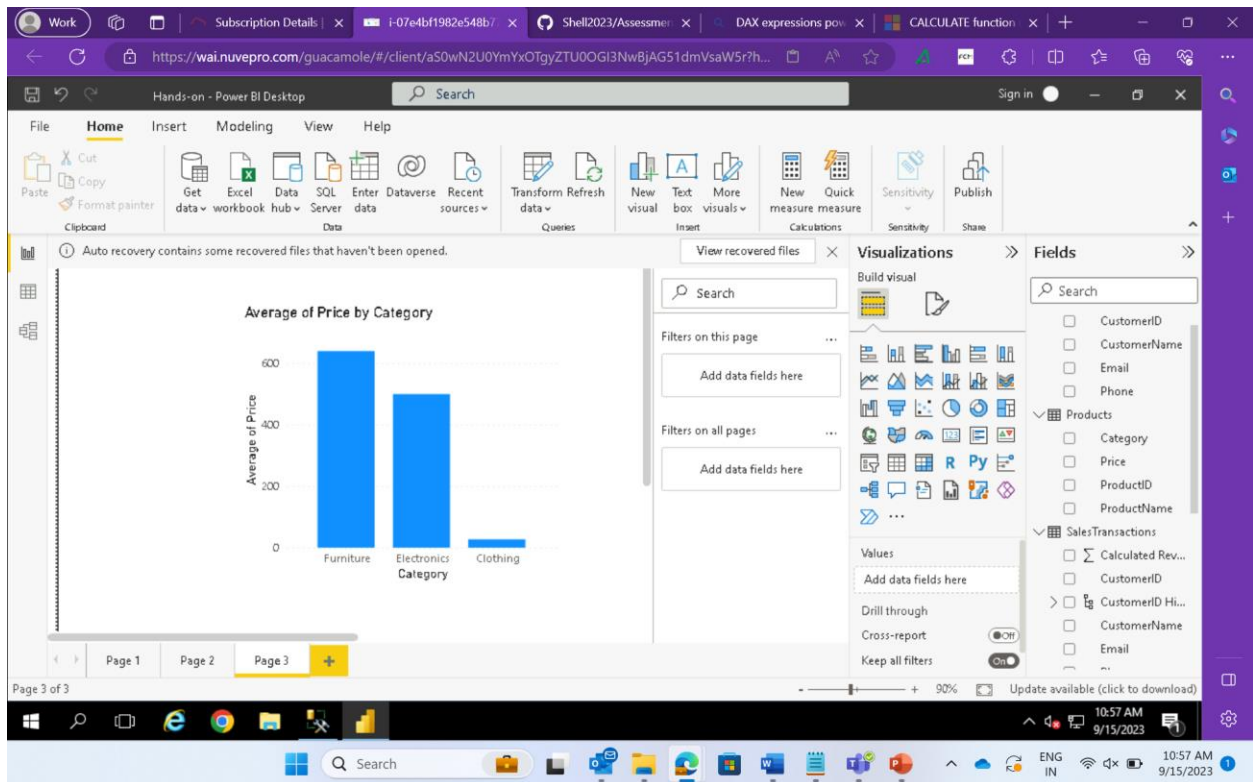 Work
Subscription Details |
i-07e4bf1982e548b7
Shell2023/Assessmen
DAX expressions pow
CALCULATE function
https://wai.nuvepro.com/guacamole/#/client/aS0wN2U0YmYxOTgyZTU0OGI3NwBjAG51dmVsaW5r?h...
Hands-on - Power BI Desktop
Search
Sign in
File Home Insert Modeling View Help
Paste
Cut
Copy
Format painter
Get data
Excel workbook
Data hub
SQL Server
Enter data
Dataverse
Recent sources
Transform data
Refresh
New visual
Text box
More visuals
New measure
Quick measure
Sensitivity
Publish
Clipboard
Data
Queries
Insert
Calculations
Sensitivity
Share
Auto recovery contains some recovered files that haven't been opened.
View recovered files
Average of Price by Category
600
400
200
0
Average of Price
Furniture Electronics Clothing
Category
Search
Filters on this page ...
Add data fields here
Filters on all pages ...
Add data fields here
Visualizations
Build visual
123
R Py
...
Values
Add data fields here
Drill through
Cross-report Off
Keep all filters On
Fields
Search
CustomerID
CustomerName
Email
Phone
Products
Category
Price
ProductID
ProductName
SalesTransactions
Calculated Rev...
CustomerID
CustomerID Hi...
CustomerName
Email
Page 1 Page 2 Page 3 +
Page 3 of 3
- + 90%
Update available (click to download)
10:57 AM
9/15/2023
1
Search
ENG
IN
10:57 AM
9/15/2023
1